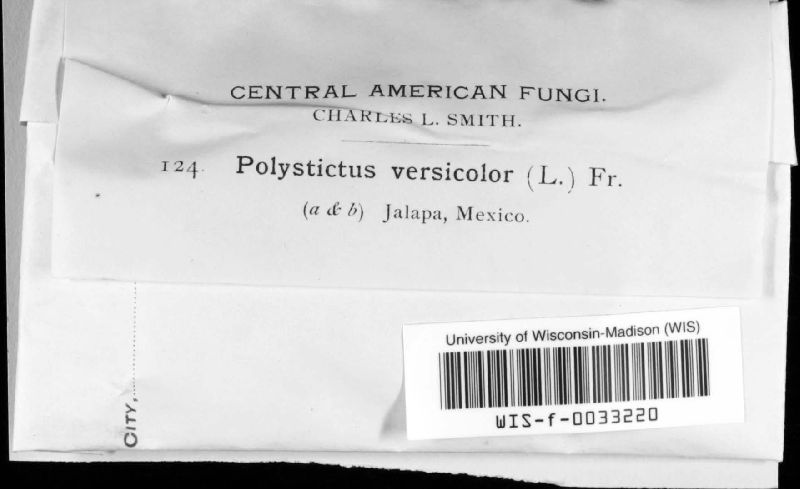 CENTRAL AMERICAN FUNGI.
CHARLES L. SMITH.
124. Polystictus versicolor (L.) Fr.
(a & b) Jalapa, Mexico.
University of Wisconsin-Madison (WIS)
WIS-f-0033220
CITY,